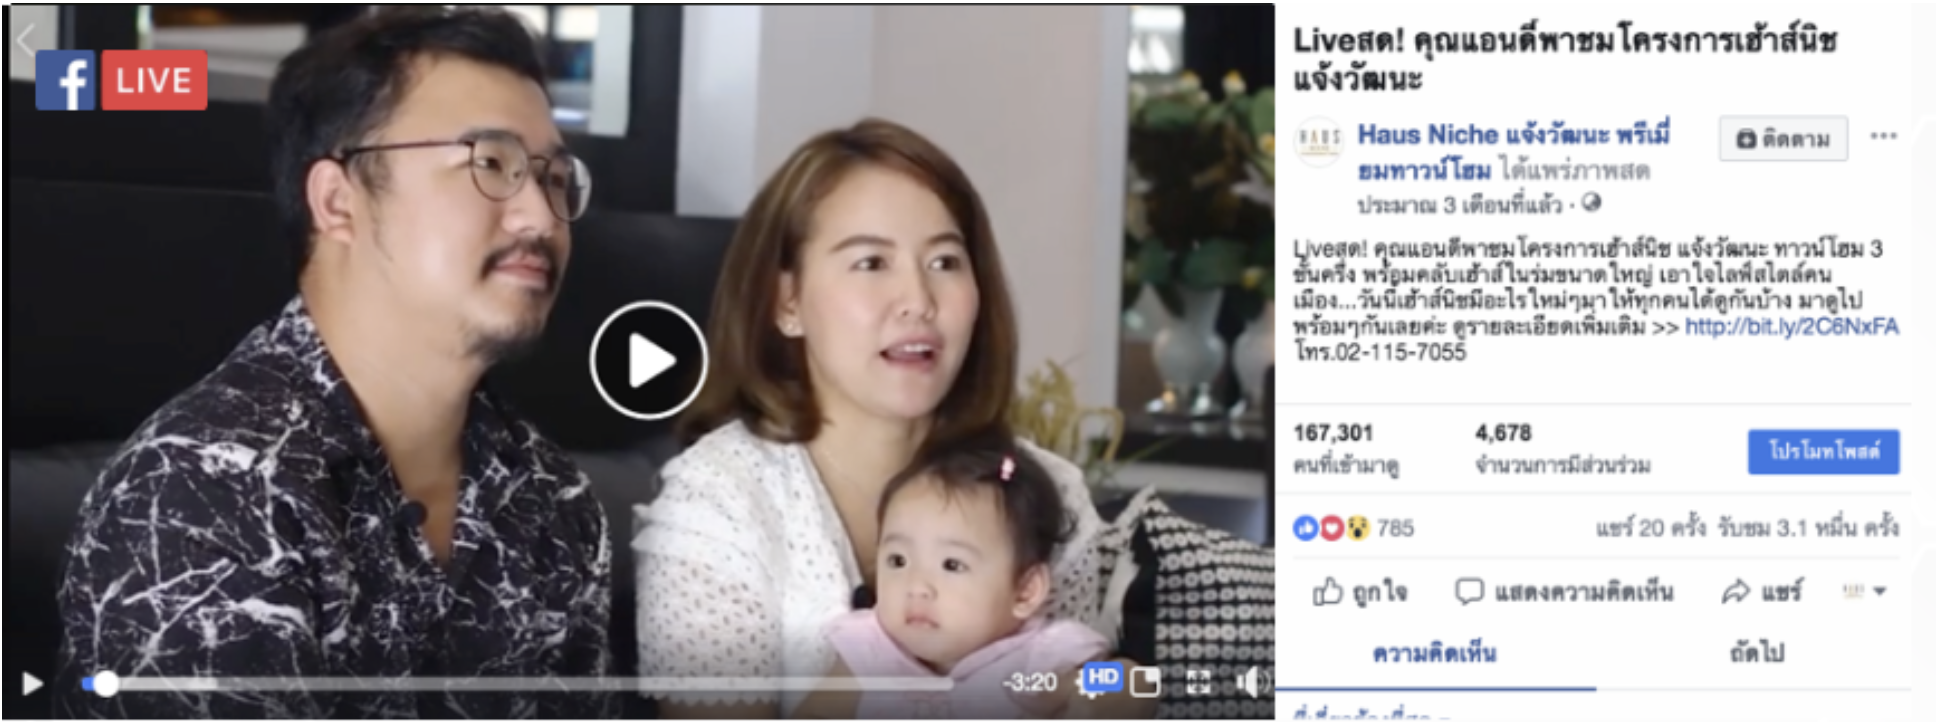 f LIVE
Liveสด! คุณแอนดี้พาชมโครงการเฮ้าส์นิช
แจ้งวัฒนะ
HAUS
Haus Niche แจ้งวัฒนะ พรีเมี่
ยมทาวน์โฮม ได้แพร่ภาพสด
ติดตาม
ประมาณ 3 เดือนที่แล้ว ·
Liveสด! คุณแอนดี้พาชมโครงการเฮ้าส์นิช แจ้งวัฒนะ ทาวน์โฮม 3
ชั้นครึ่ง พร้อมคลับเฮ้าส์ในร่มขนาดใหญ่ เอาใจไลฟ์สไตล์คน
เมือง...วันนี้เฮ้าส์นิชมีอะไรใหม่ๆมาให้ทุกคนได้ดูกันบ้าง มาดูไป
พร้อมๆกันเลยค่ะ ดูรายละเอียดเพิ่มเติม >> http://bit.ly/2C6NxFA
โทร.02-115-7055
167,301 4,678
คนที่เข้ามาดู จำนวนการมีส่วนร่วม
โปรโมทโพสต์
785 แชร์ 20 ครั้ง รับชม 3.1 หมื่น ครั้ง
ถูกใจ แสดงความคิดเห็น แชร์
ความคิดเห็น ถัดไป
-3:20 HD